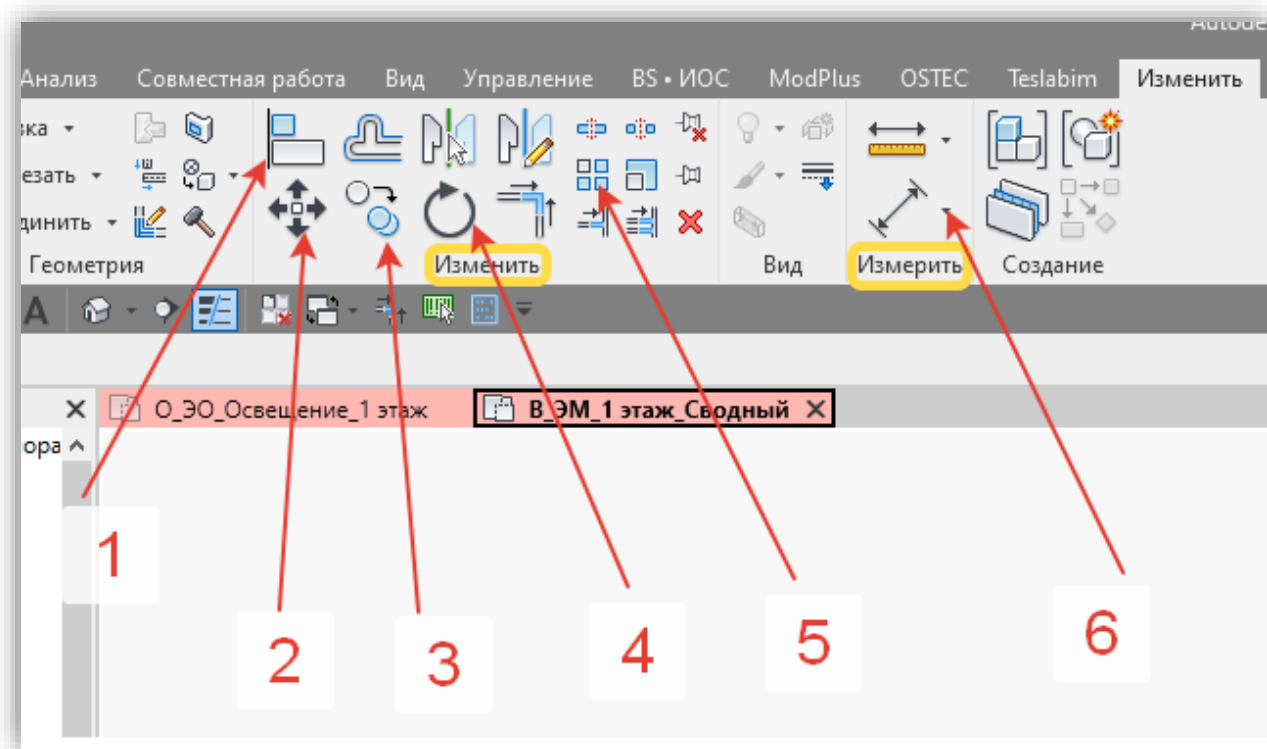 Autode
Анализ Совместная работа Вид Управление BS • ИОС ModPlus OSTEC Teslabim Изменить
зка
езать
динить
Геометрия Изменить Вид Измерить Создание
A
О_ЭО_Освещение_1 этаж В_ЭМ_1 этаж_Сводный
ора
1
2 3 4 5 6